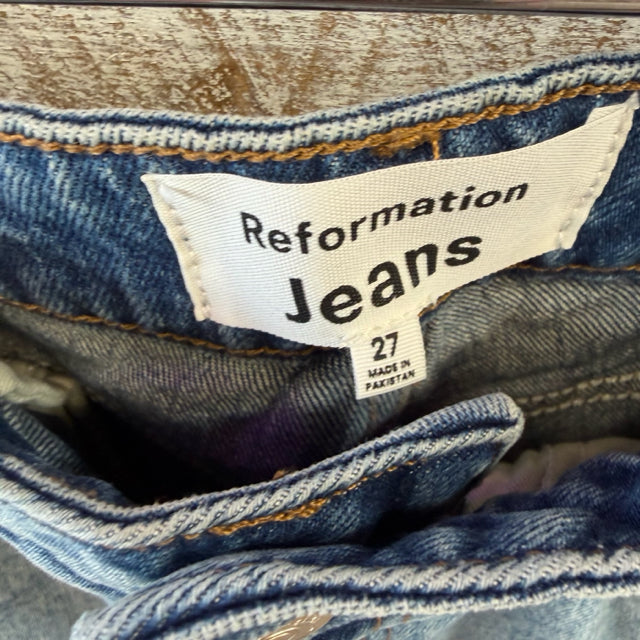 Reformation
Jeans
27
MADE IN
PAKISTAN